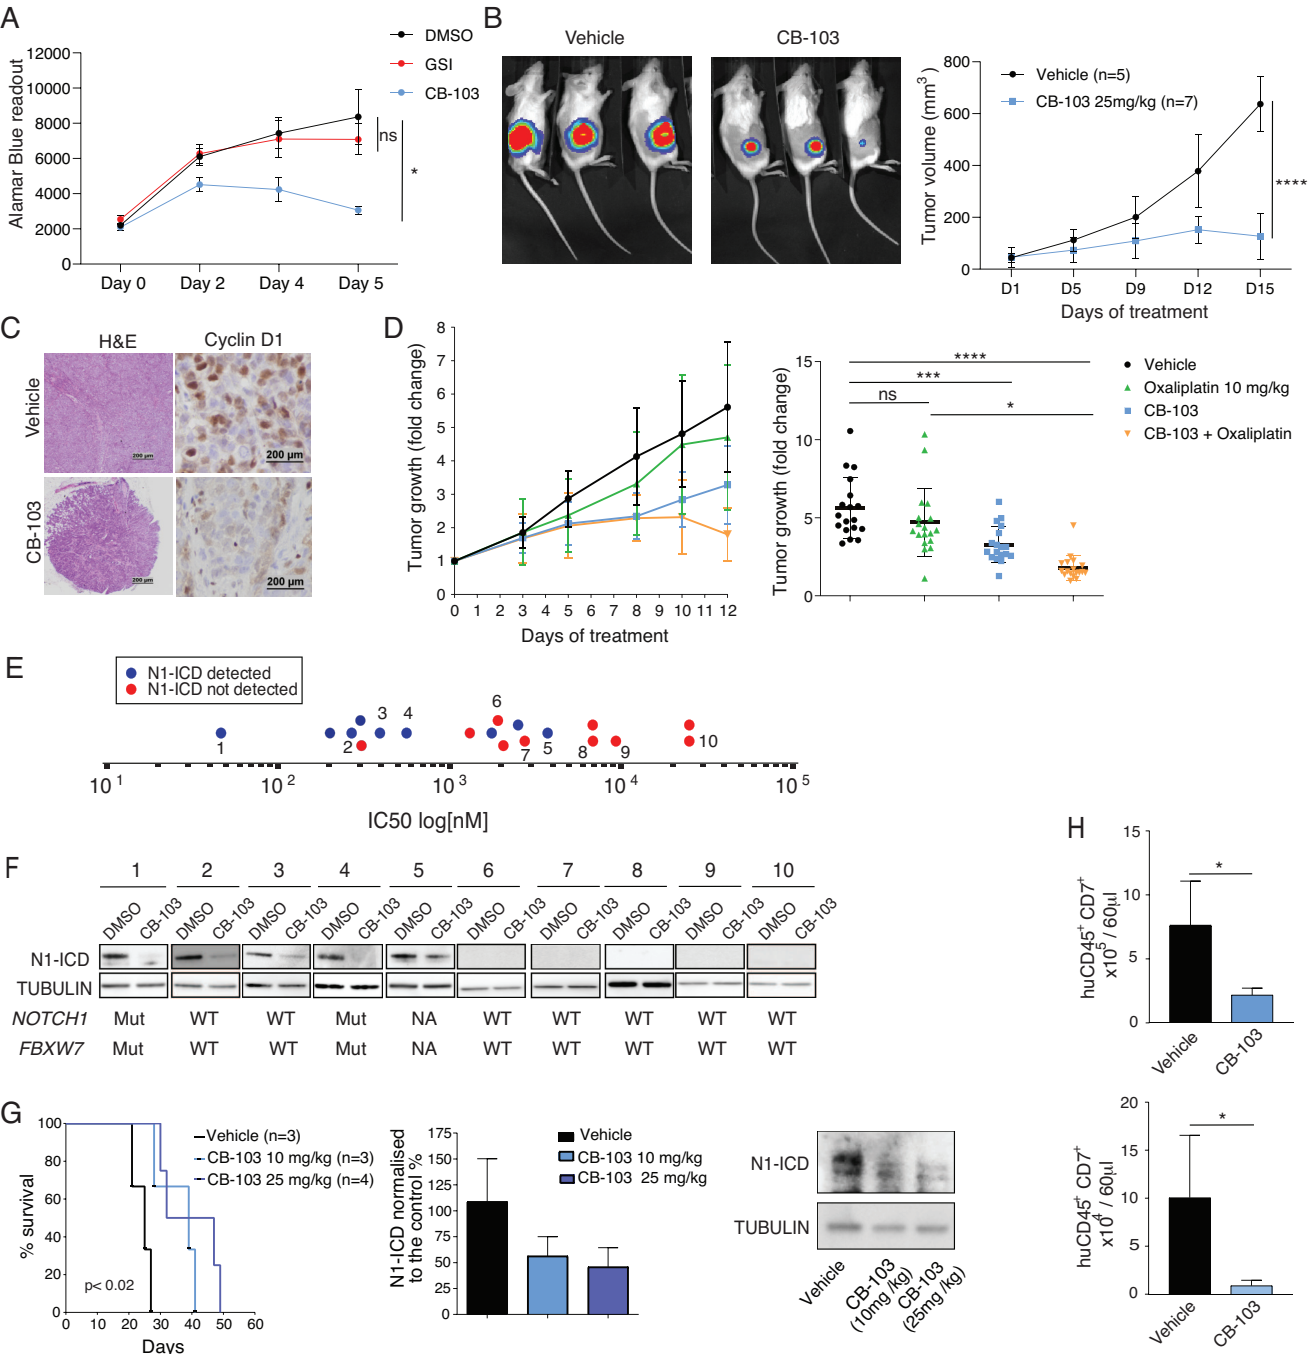 A
DMSO
GSI
CB-103
Alamar Blue readout
12000
10000
8000
6000
4000
2000
0
ns
*
Day 0 Day 2 Day 4 Day 5
B
Vehicle CB-103
Tumor volume (mm3)
800
600
400
200
0
Vehicle (n=5)
CB-103 25mg/kg (n=7)
****
D1 D5 D9 D12 D15
Days of treatment
C
H&E Cyclin D1
Vehicle
200 µm 200 µm
CB-103
200 µm 200 µm
D
Tumor growth (fold change)
8
7
6
5
4
3
2
1
0
0 1 2 3 4 5 6 7 8 9 10 11 12
Days of treatment
Tumor growth (fold change)
15
10
5
0
****
***
ns
*
Vehicle
Oxaliplatin 10 mg/kg
CB-103
CB-103 + Oxaliplatin
E
N1-ICD detected
N1-ICD not detected
1 2 3 4 5 6 7 8 9 10
10^1 10^2 10^3 10^4 10^5
IC50 log[nM]
F
1 2 3 4 5 6 7 8 9 10
DMSO CB-103 DMSO CB-103 DMSO CB-103 DMSO CB-103 DMSO CB-103 DMSO CB-103 DMSO CB-103 DMSO CB-103 DMSO CB-103 DMSO CB-103
N1-ICD
TUBULIN
NOTCH1 Mut WT WT Mut NA WT WT WT WT WT
FBXW7 Mut WT WT Mut NA WT WT WT WT WT
G
% survival
100
80
60
40
20
0
Vehicle (n=3)
CB-103 10 mg/kg (n=3)
CB-103 25 mg/kg (n=4)
p< 0.02
0 10 20 30 40 50 60
Days
N1-ICD normalised
to the control %
175
150
125
100
75
50
25
0
Vehicle
CB-103 10 mg/kg
CB-103 25 mg/kg
N1-ICD
TUBULIN
Vehicle
CB-103
(10mg /kg)
CB-103
(25mg /kg)
H
huCD45+ CD7+
x10^5 / 60µl
15
10
5
0
*
Vehicle CB-103
huCD45+ CD7+
x10^4 / 60µl
20
15
10
5
0
*
Vehicle CB-103